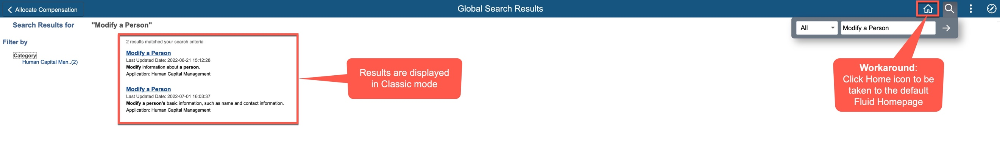 Allocate Compensation
Global Search Results
Search Results for "Modify a Person"
All
Modify a Person
Filter by
Category
Human Capital Man..(2)
2 results matched your search criteria
Modify a Person
Last Updated Date: 2022-06-21 15:12:28
Modify information about a person.
Application: Human Capital Management
Modify a Person
Last Updated Date: 2022-07-01 16:03:37
Modify a person's basic information, such as name and contact information.
Application: Human Capital Management
Results are displayed
in Classic mode
Workaround:
Click Home icon to be
taken to the default
Fluid Homepage